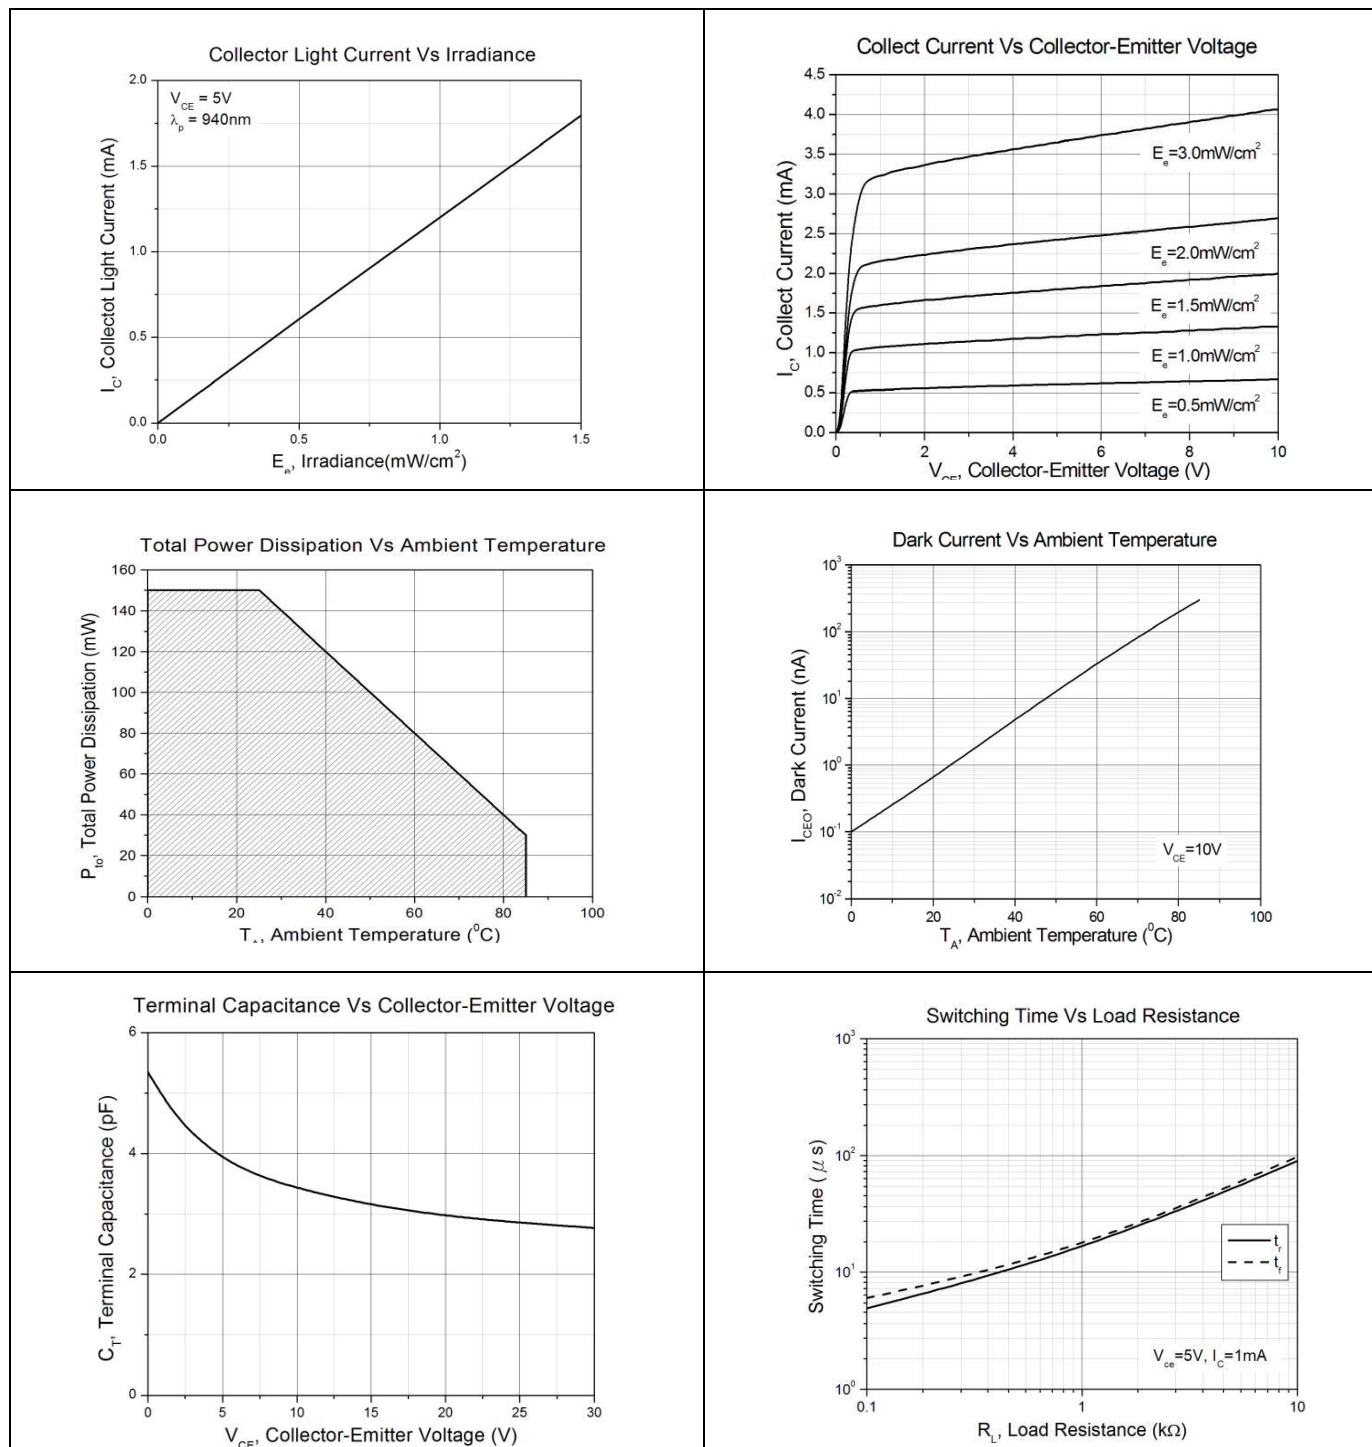 Collector Light Current Vs Irradiance
2.0
V_CE = 5V
λ_p = 940nm
1.5
1.0
0.5
0.0
I_C, Collectot Light Current (mA)
0.0 0.5 1.0 1.5
E_e, Irradiance(mW/cm²)
Collect Current Vs Collector-Emitter Voltage
4.5
4.0
3.5
3.0
2.5
2.0
1.5
1.0
0.5
0.0
I_C, Collect Current (mA)
E_e=3.0mW/cm²
E_e=2.0mW/cm²
E_e=1.5mW/cm²
E_e=1.0mW/cm²
E_e=0.5mW/cm²
0 2 4 6 8 10
V_CE, Collector-Emitter Voltage (V)
Total Power Dissipation Vs Ambient Temperature
160
140
120
100
80
60
40
20
0
P_to, Total Power Dissipation (mW)
0 20 40 60 80 100
T_A, Ambient Temperature (⁰C)
Dark Current Vs Ambient Temperature
10³
10²
10¹
10⁰
10⁻¹
10⁻²
I_CEO, Dark Current (nA)
V_CE=10V
0 20 40 60 80 100
T_A, Ambient Temperature (⁰C)
Terminal Capacitance Vs Collector-Emitter Voltage
6
4
2
0
C_T, Terminal Capacitance (pF)
0 5 10 15 20 25 30
V_CE, Collector-Emitter Voltage (V)
Switching Time Vs Load Resistance
10³
10²
10¹
10⁰
Switching Time (μs)
t_r
t_f
V_ce=5V, I_C=1mA
0.1 1 10
R_L, Load Resistance (kΩ)